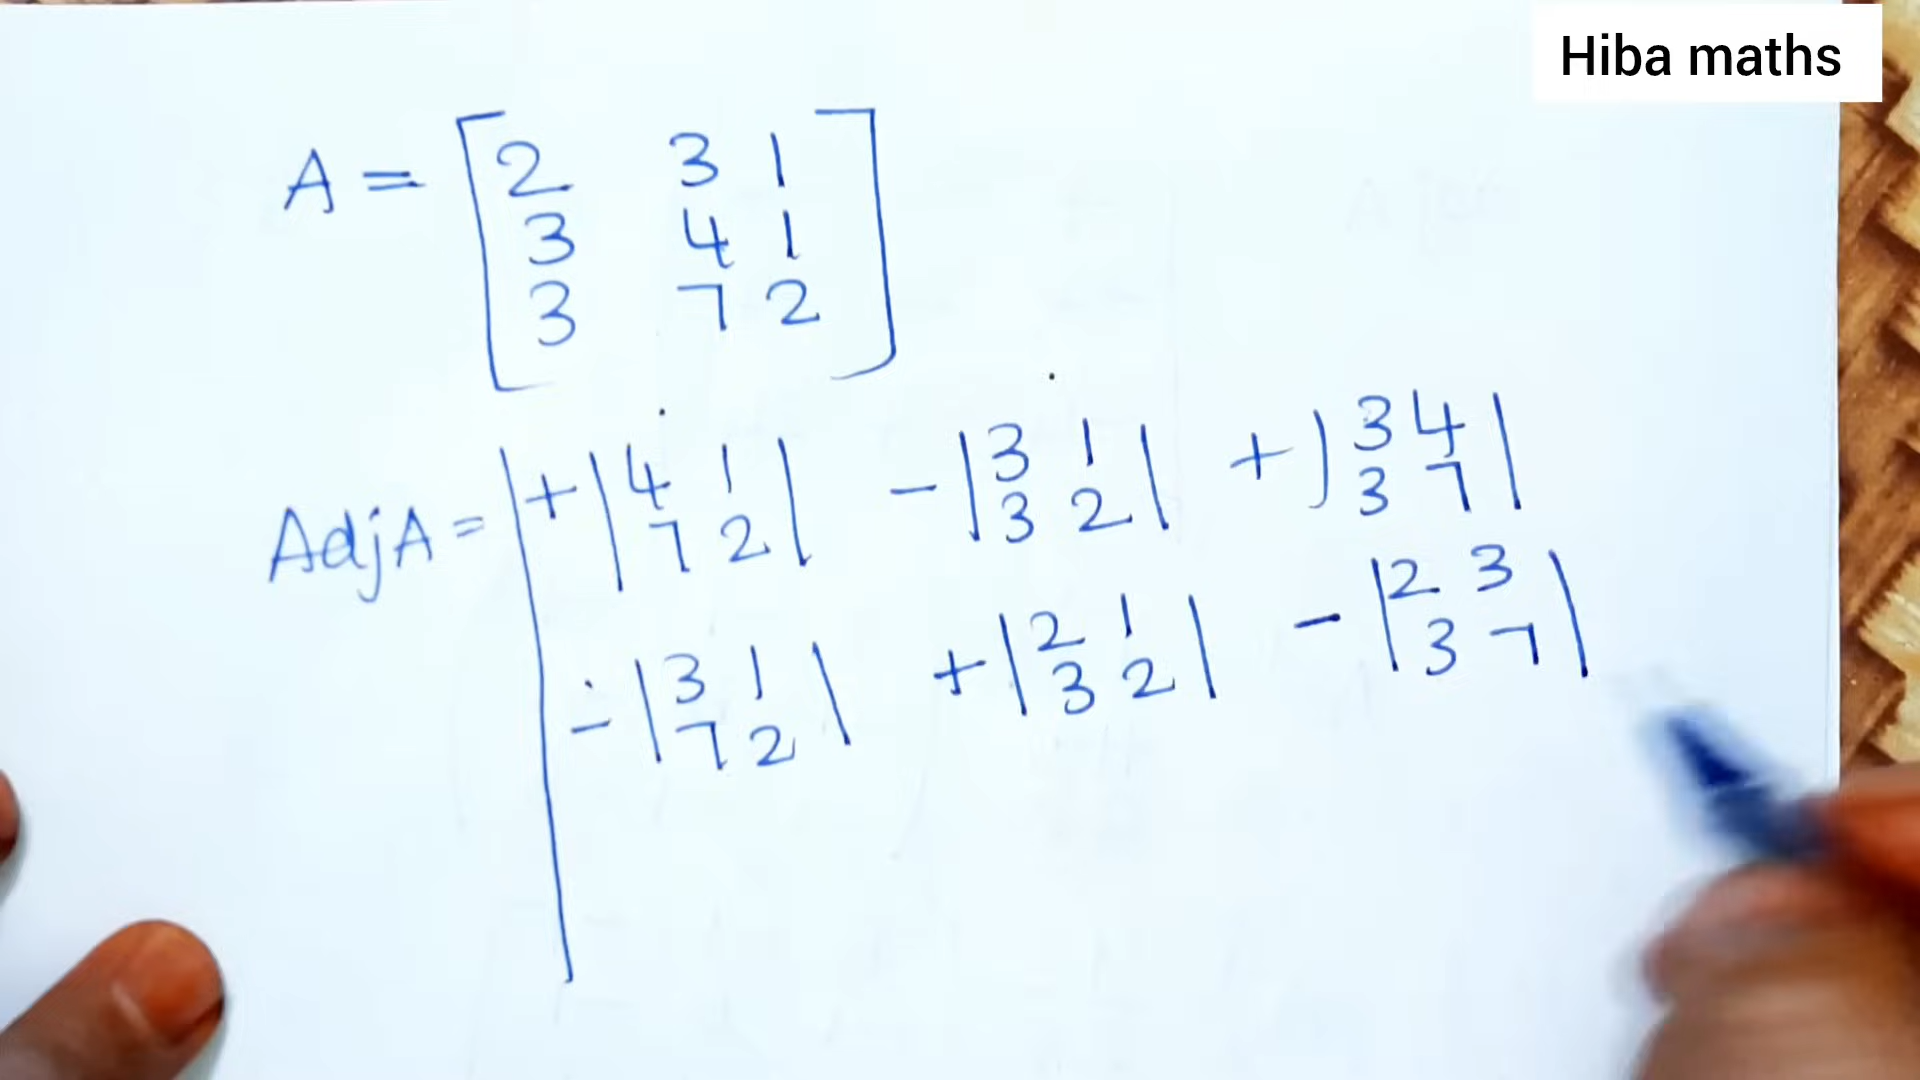 Hiba maths
A = [2 3 1
3 4 1
3 7 2]
AdjA = | + |4 1| - |3 1| + |3 4|
|7 2| |3 2| |3 7|
- |3 1| + |2 1| - |2 3|
|7 2| |3 2| |3 7|